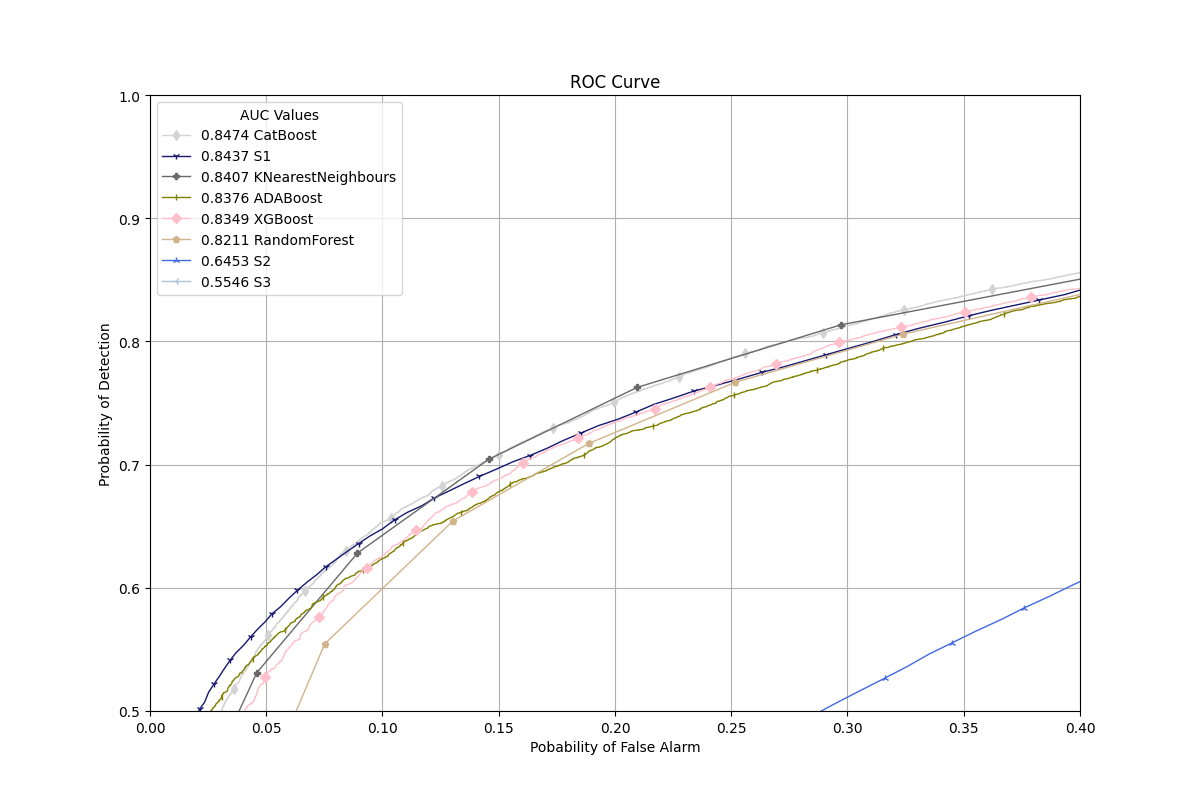 ROC Curve
AUC Values
0.8474 CatBoost
0.8437 S1
0.8407 KNearestNeighbours
0.8376 ADABoost
0.8349 XGBoost
0.8211 RandomForest
0.6453 S2
0.5546 S3
Probability of Detection
1.0
0.9
0.8
0.7
0.6
0.5
0.00 0.05 0.10 0.15 0.20 0.25 0.30 0.35 0.40
Pobability of False Alarm